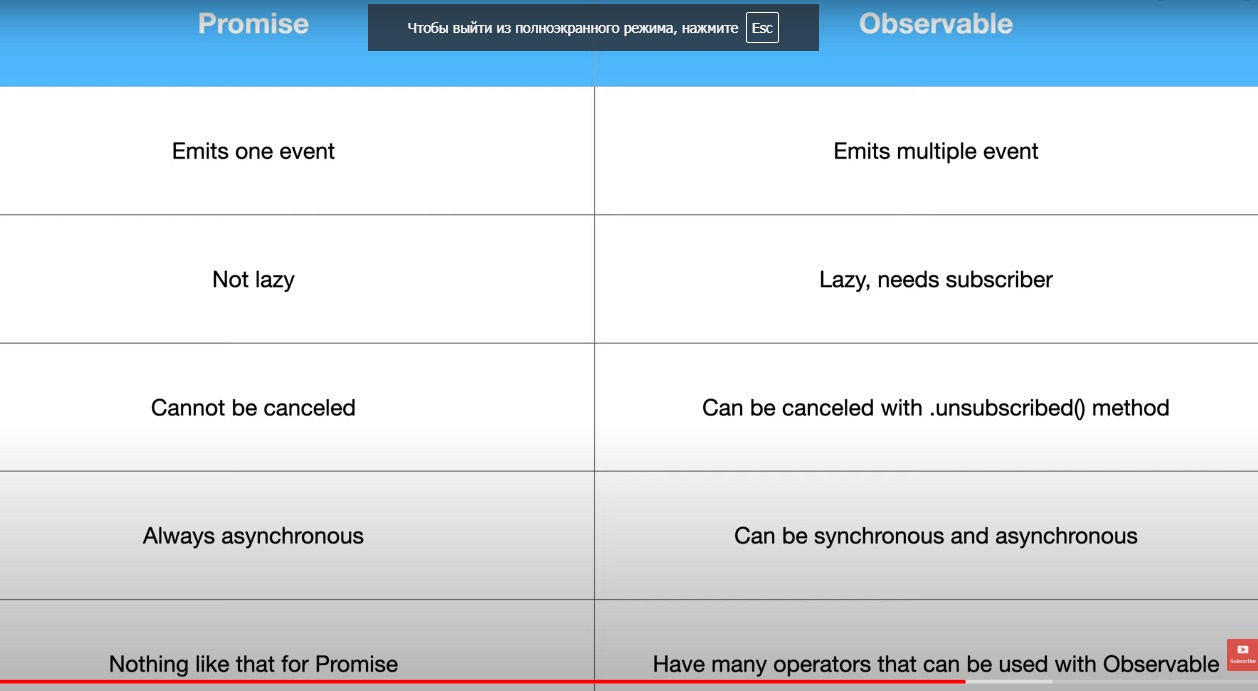 Promise
Чтобы выйти из полноэкранного режима, нажмите Esc
Observable
Emits one event
Emits multiple event
Not lazy
Lazy, needs subscriber
Cannot be canceled
Can be canceled with .unsubscribed() method
Always asynchronous
Can be synchronous and asynchronous
Nothing like that for Promise
Have many operators that can be used with Observable
Subscribe